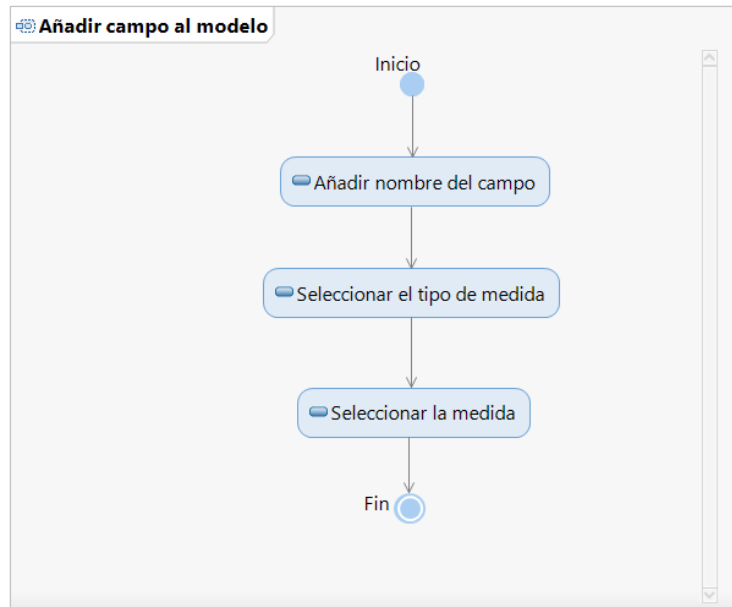 Añadir campo al modelo
Inicio
Añadir nombre del campo
Seleccionar el tipo de medida
Seleccionar la medida
Fin